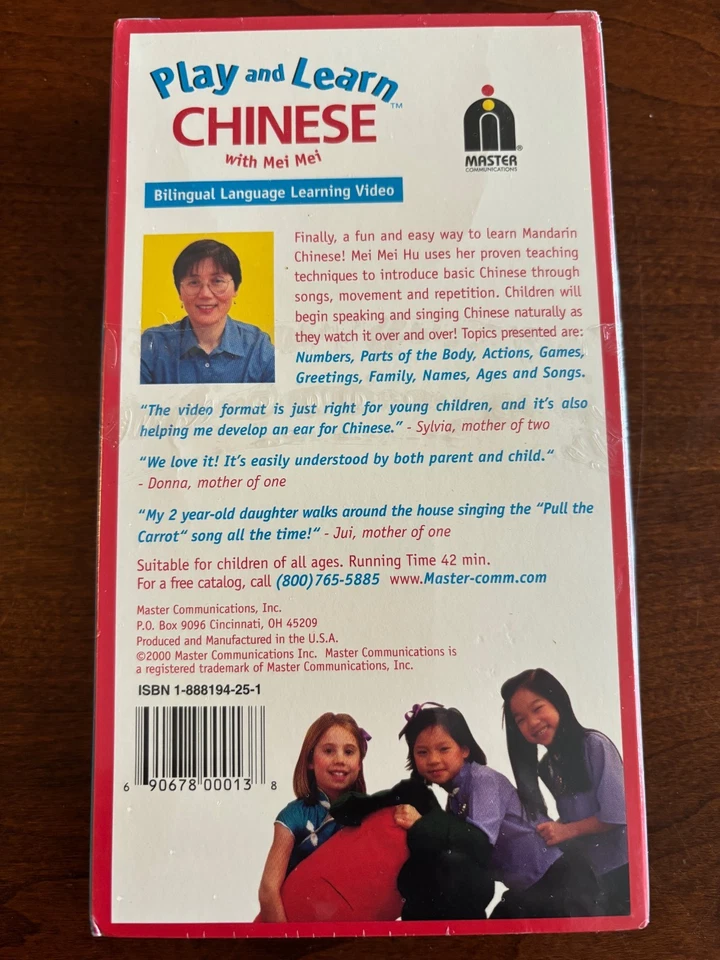 Play and Learn™
CHINESE
with Mei Mei
MASTER®
COMMUNICATIONS
Bilingual Language Learning Video
Finally, a fun and easy way to learn Mandarin
Chinese! Mei Mei Hu uses her proven teaching
techniques to introduce basic Chinese through
songs, movement and repetition. Children will
begin speaking and singing Chinese naturally as
they watch it over and over! Topics presented are:
Numbers, Parts of the Body, Actions, Games,
Greetings, Family, Names, Ages and Songs.
"The video format is just right for young children, and it's also
helping me develop an ear for Chinese." - Sylvia, mother of two
"We love it! It's easily understood by both parent and child."
- Donna, mother of one
"My 2 year-old daughter walks around the house singing the "Pull the
Carrot" song all the time!" - Jui, mother of one
Suitable for children of all ages. Running Time 42 min.
For a free catalog, call (800)765-5885 www.Master-comm.com
Master Communications, Inc.
P.O. Box 9096 Cincinnati, OH 45209
Produced and Manufactured in the U.S.A.
©2000 Master Communications Inc. Master Communications is
a registered trademark of Master Communications, Inc.
ISBN 1-888194-25-1
6 90678 00013 8